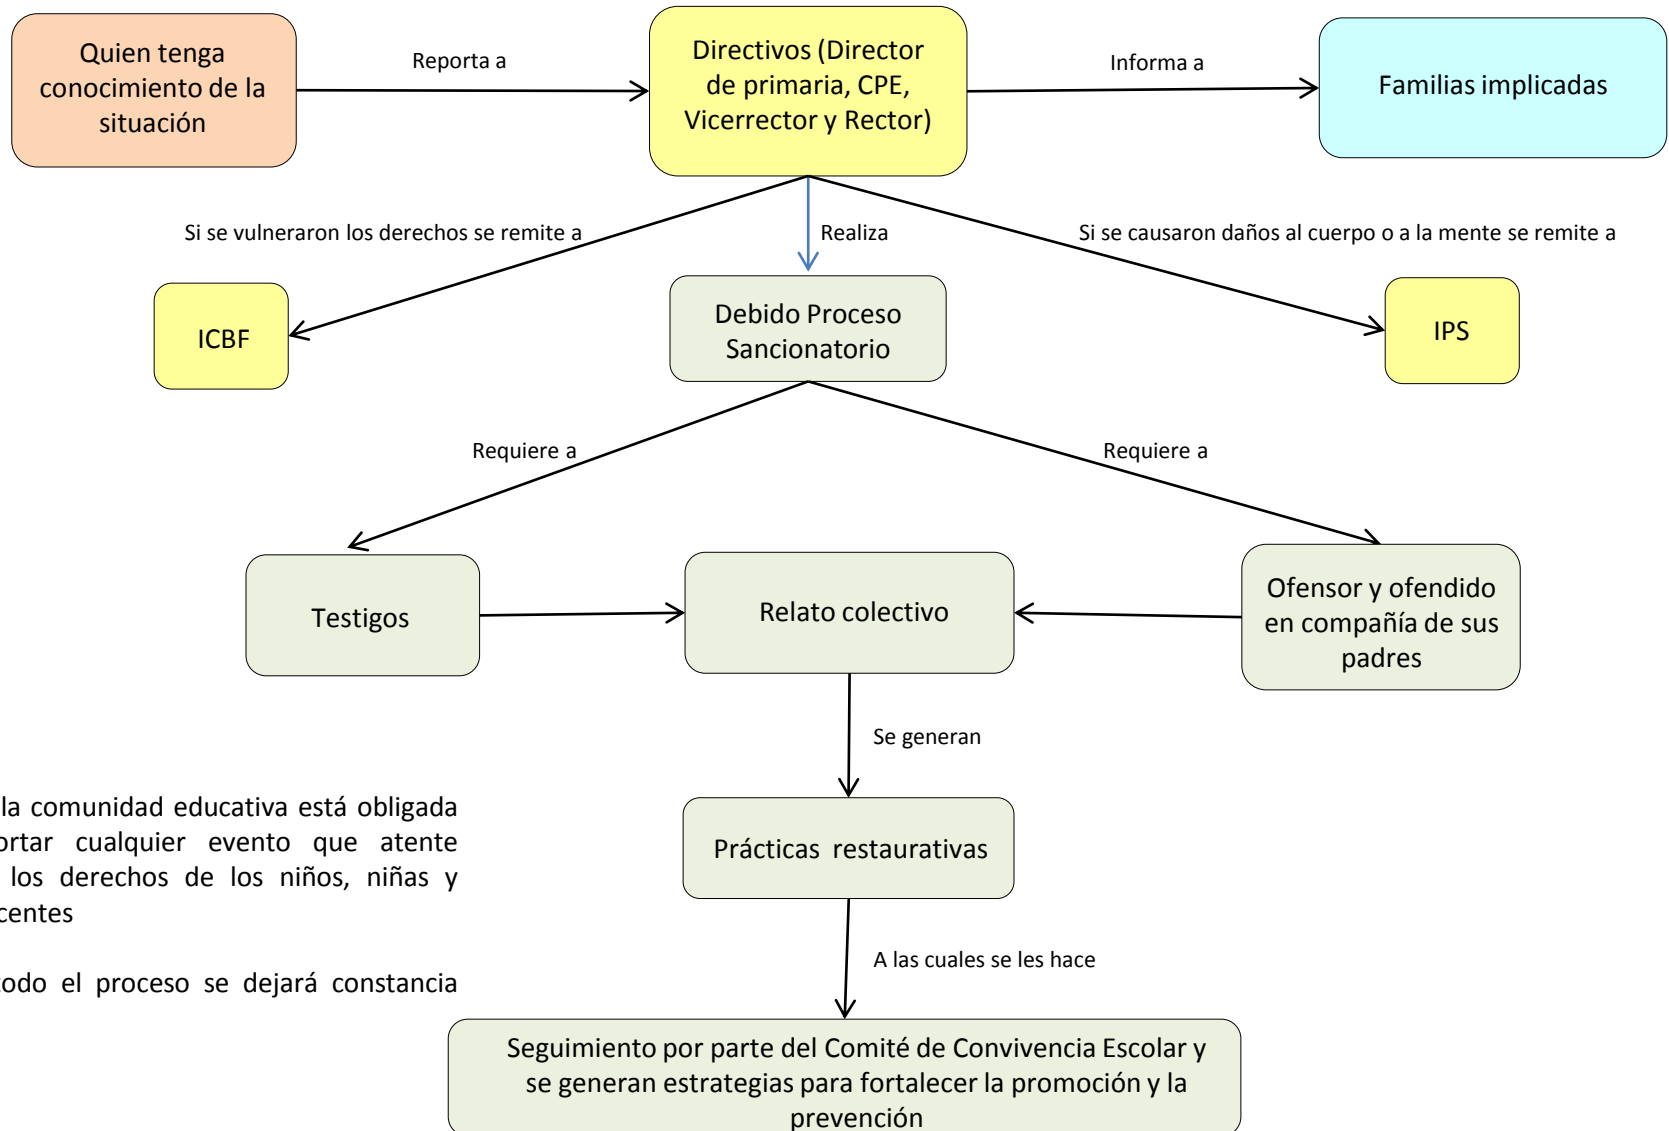 Quien tenga
conocimiento de la
situación
Reporta a
Directivos (Director
de primaria, CPE,
Vicerrector y Rector)
Informa a
Familias implicadas
Si se vulneraron los derechos se remite a
Realiza
Si se causaron daños al cuerpo o a la mente se remite a
ICBF
Debido Proceso
Sancionatorio
IPS
Requiere a
Requiere a
Testigos
Relato colectivo
Ofensor y ofendido
en compañía de sus
padres
Se generan
la comunidad educativa está obligada
cualquier evento que atente
los derechos de los niños, niñas y
Prácticas restaurativas
A las cuales se les hace
todo el proceso se dejará constancia
Seguimiento por parte del Comité de Convivencia Escolar y
se generan estrategias para fortalecer la promoción y la
prevención